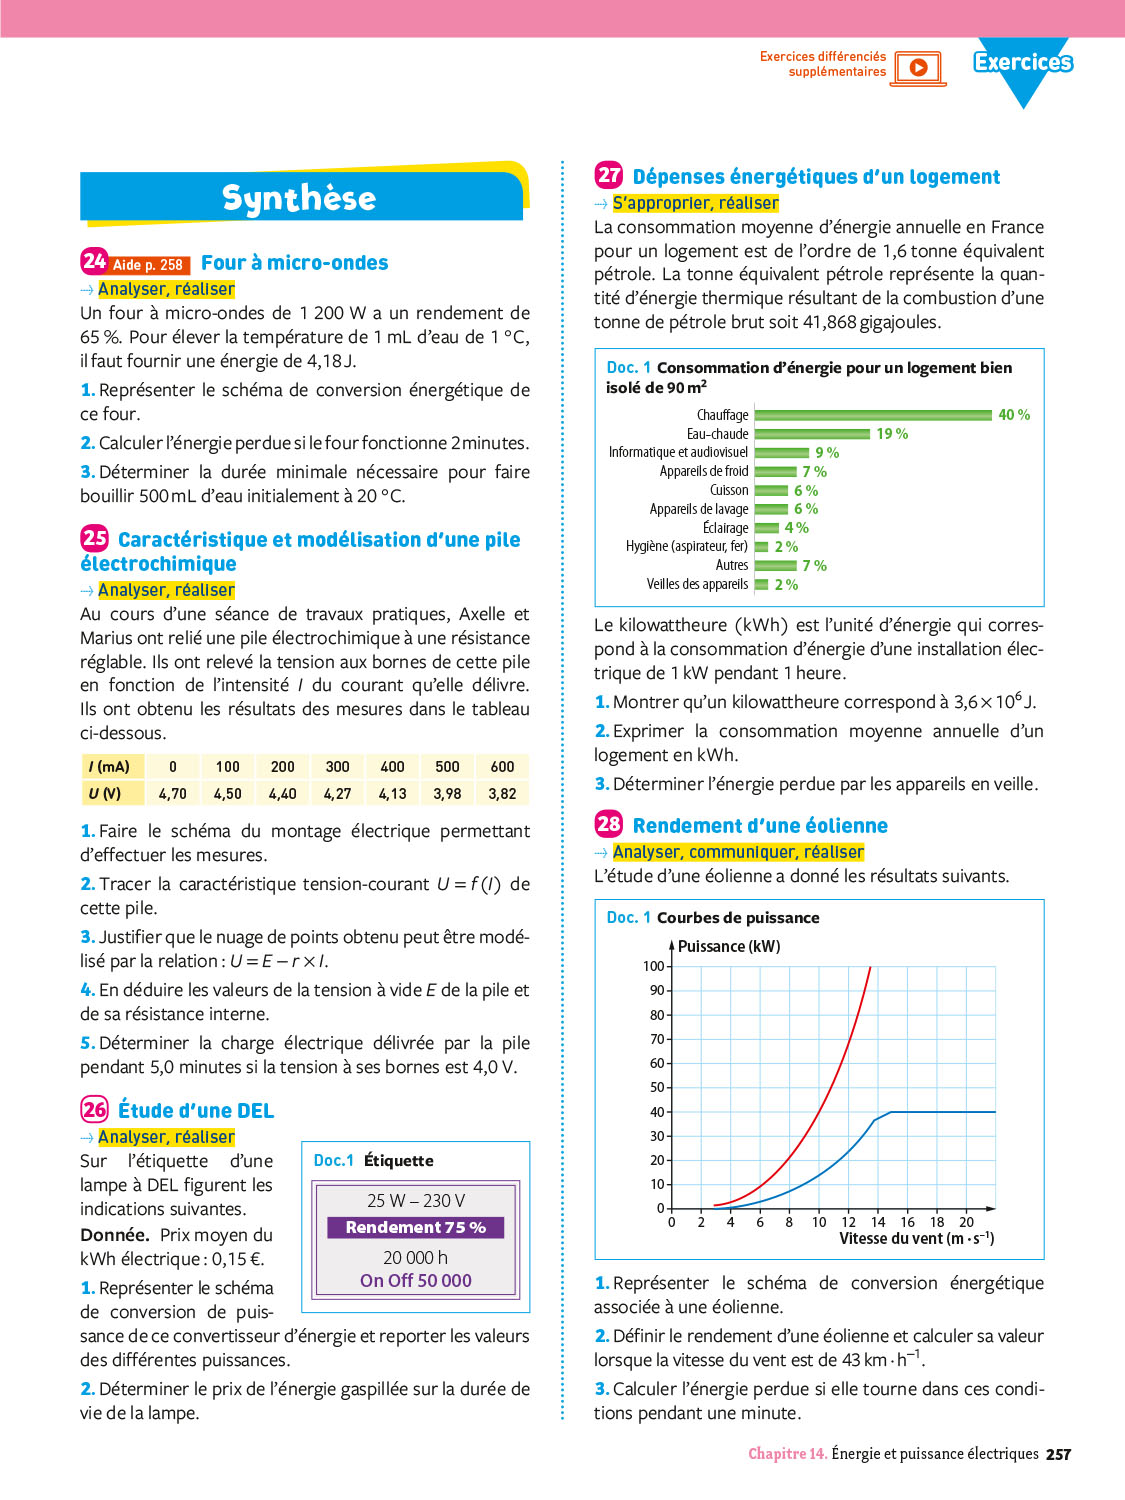 Exercices différenciés
supplémentaires
Exercices
Synthèse
24 Aide p. 258 Four à micro-ondes
→ Analyser, réaliser
Un four à micro-ondes de 1 200 W a un rendement de
65 %. Pour élever la température de 1 mL d'eau de 1 °C,
il faut fournir une énergie de 4,18 J.
1. Représenter le schéma de conversion énergétique de
ce four.
2. Calculer l'énergie perdue si le four fonctionne 2 minutes.
3. Déterminer la durée minimale nécessaire pour faire
bouillir 500 mL d'eau initialement à 20 °C.
25 Caractéristique et modélisation d'une pile
électrochimique
→ Analyser, réaliser
Au cours d'une séance de travaux pratiques, Axelle et
Marius ont relié une pile électrochimique à une résistance
réglable. Ils ont relevé la tension aux bornes de cette pile
en fonction de l'intensité I du courant qu'elle délivre.
Ils ont obtenu les résultats des mesures dans le tableau
ci-dessous.
I (mA) 0 100 200 300 400 500 600
U (V) 4,70 4,50 4,40 4,27 4,13 3,98 3,82
1. Faire le schéma du montage électrique permettant
d'effectuer les mesures.
2. Tracer la caractéristique tension-courant U = f (I) de
cette pile.
3. Justifier que le nuage de points obtenu peut être modé-
lisé par la relation : U = E − r × I.
4. En déduire les valeurs de la tension à vide E de la pile et
de sa résistance interne.
5. Déterminer la charge électrique délivrée par la pile
pendant 5,0 minutes si la tension à ses bornes est 4,0 V.
26 Étude d'une DEL
→ Analyser, réaliser
Sur l'étiquette d'une
lampe à DEL figurent les
indications suivantes.
Donnée. Prix moyen du
kWh électrique : 0,15 €.
Doc.1 Étiquette
25 W – 230 V
Rendement 75 %
20 000 h
On Off 50 000
1. Représenter le schéma
de conversion de puis-
sance de ce convertisseur d'énergie et reporter les valeurs
des différentes puissances.
2. Déterminer le prix de l'énergie gaspillée sur la durée de
vie de la lampe.
27 Dépenses énergétiques d'un logement
→ S'approprier, réaliser
La consommation moyenne d'énergie annuelle en France
pour un logement est de l'ordre de 1,6 tonne équivalent
pétrole. La tonne équivalent pétrole représente la quan-
tité d'énergie thermique résultant de la combustion d'une
tonne de pétrole brut soit 41,868 gigajoules.
Doc. 1 Consommation d'énergie pour un logement bien
isolé de 90 m²
Chauffage 40 %
Eau-chaude 19 %
Informatique et audiovisuel 9 %
Appareils de froid 7 %
Cuisson 6 %
Appareils de lavage 6 %
Éclairage 4 %
Hygiène (aspirateur, fer) 2 %
Autres 7 %
Veilles des appareils 2 %
Le kilowattheure (kWh) est l'unité d'énergie qui corres-
pond à la consommation d'énergie d'une installation élec-
trique de 1 kW pendant 1 heure.
1. Montrer qu'un kilowattheure correspond à 3,6 × 10⁶ J.
2. Exprimer la consommation moyenne annuelle d'un
logement en kWh.
3. Déterminer l'énergie perdue par les appareils en veille.
28 Rendement d'une éolienne
→ Analyser, communiquer, réaliser
L'étude d'une éolienne a donné les résultats suivants.
Doc. 1 Courbes de puissance
Puissance (kW)
100
90
80
70
60
50
40
30
20
10
0
0 2 4 6 8 10 12 14 16 18 20
Vitesse du vent (m · s⁻¹)
1. Représenter le schéma de conversion énergétique
associée à une éolienne.
2. Définir le rendement d'une éolienne et calculer sa valeur
lorsque la vitesse du vent est de 43 km · h⁻¹.
3. Calculer l'énergie perdue si elle tourne dans ces condi-
tions pendant une minute.
Chapitre 14. Énergie et puissance électriques 257